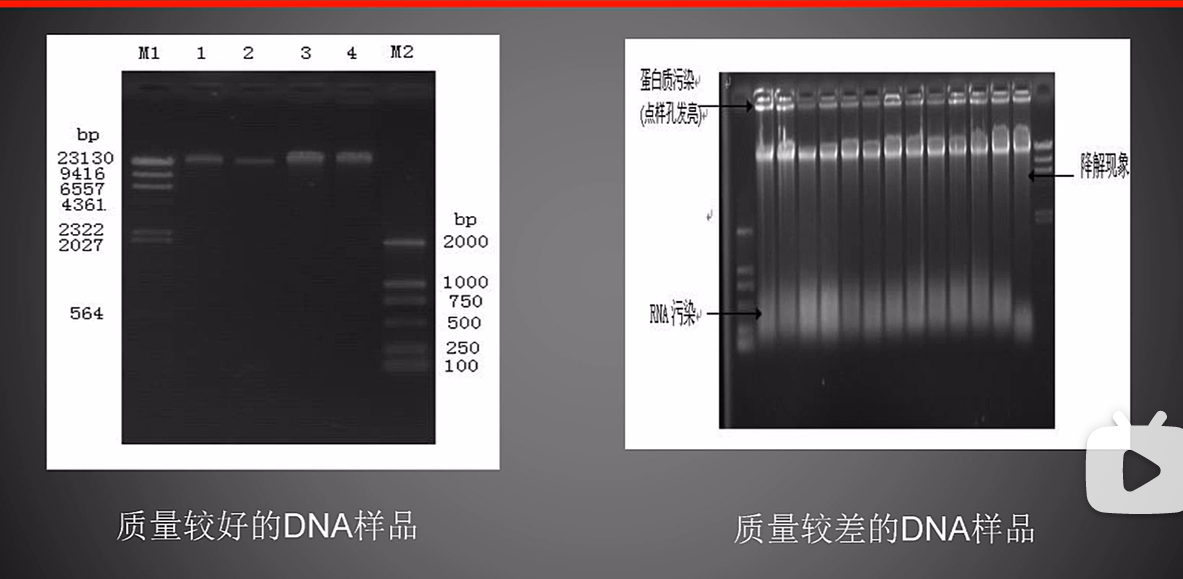 M1 1 2 3 4 M2
bp
23130
9416
6557
4361
2322
2027
564
bp
2000
1000
750
500
250
100
质量较好的DNA样品
蛋白质污染
(点样孔发亮)
降解现象
RNA 污染
质量较差的DNA样品